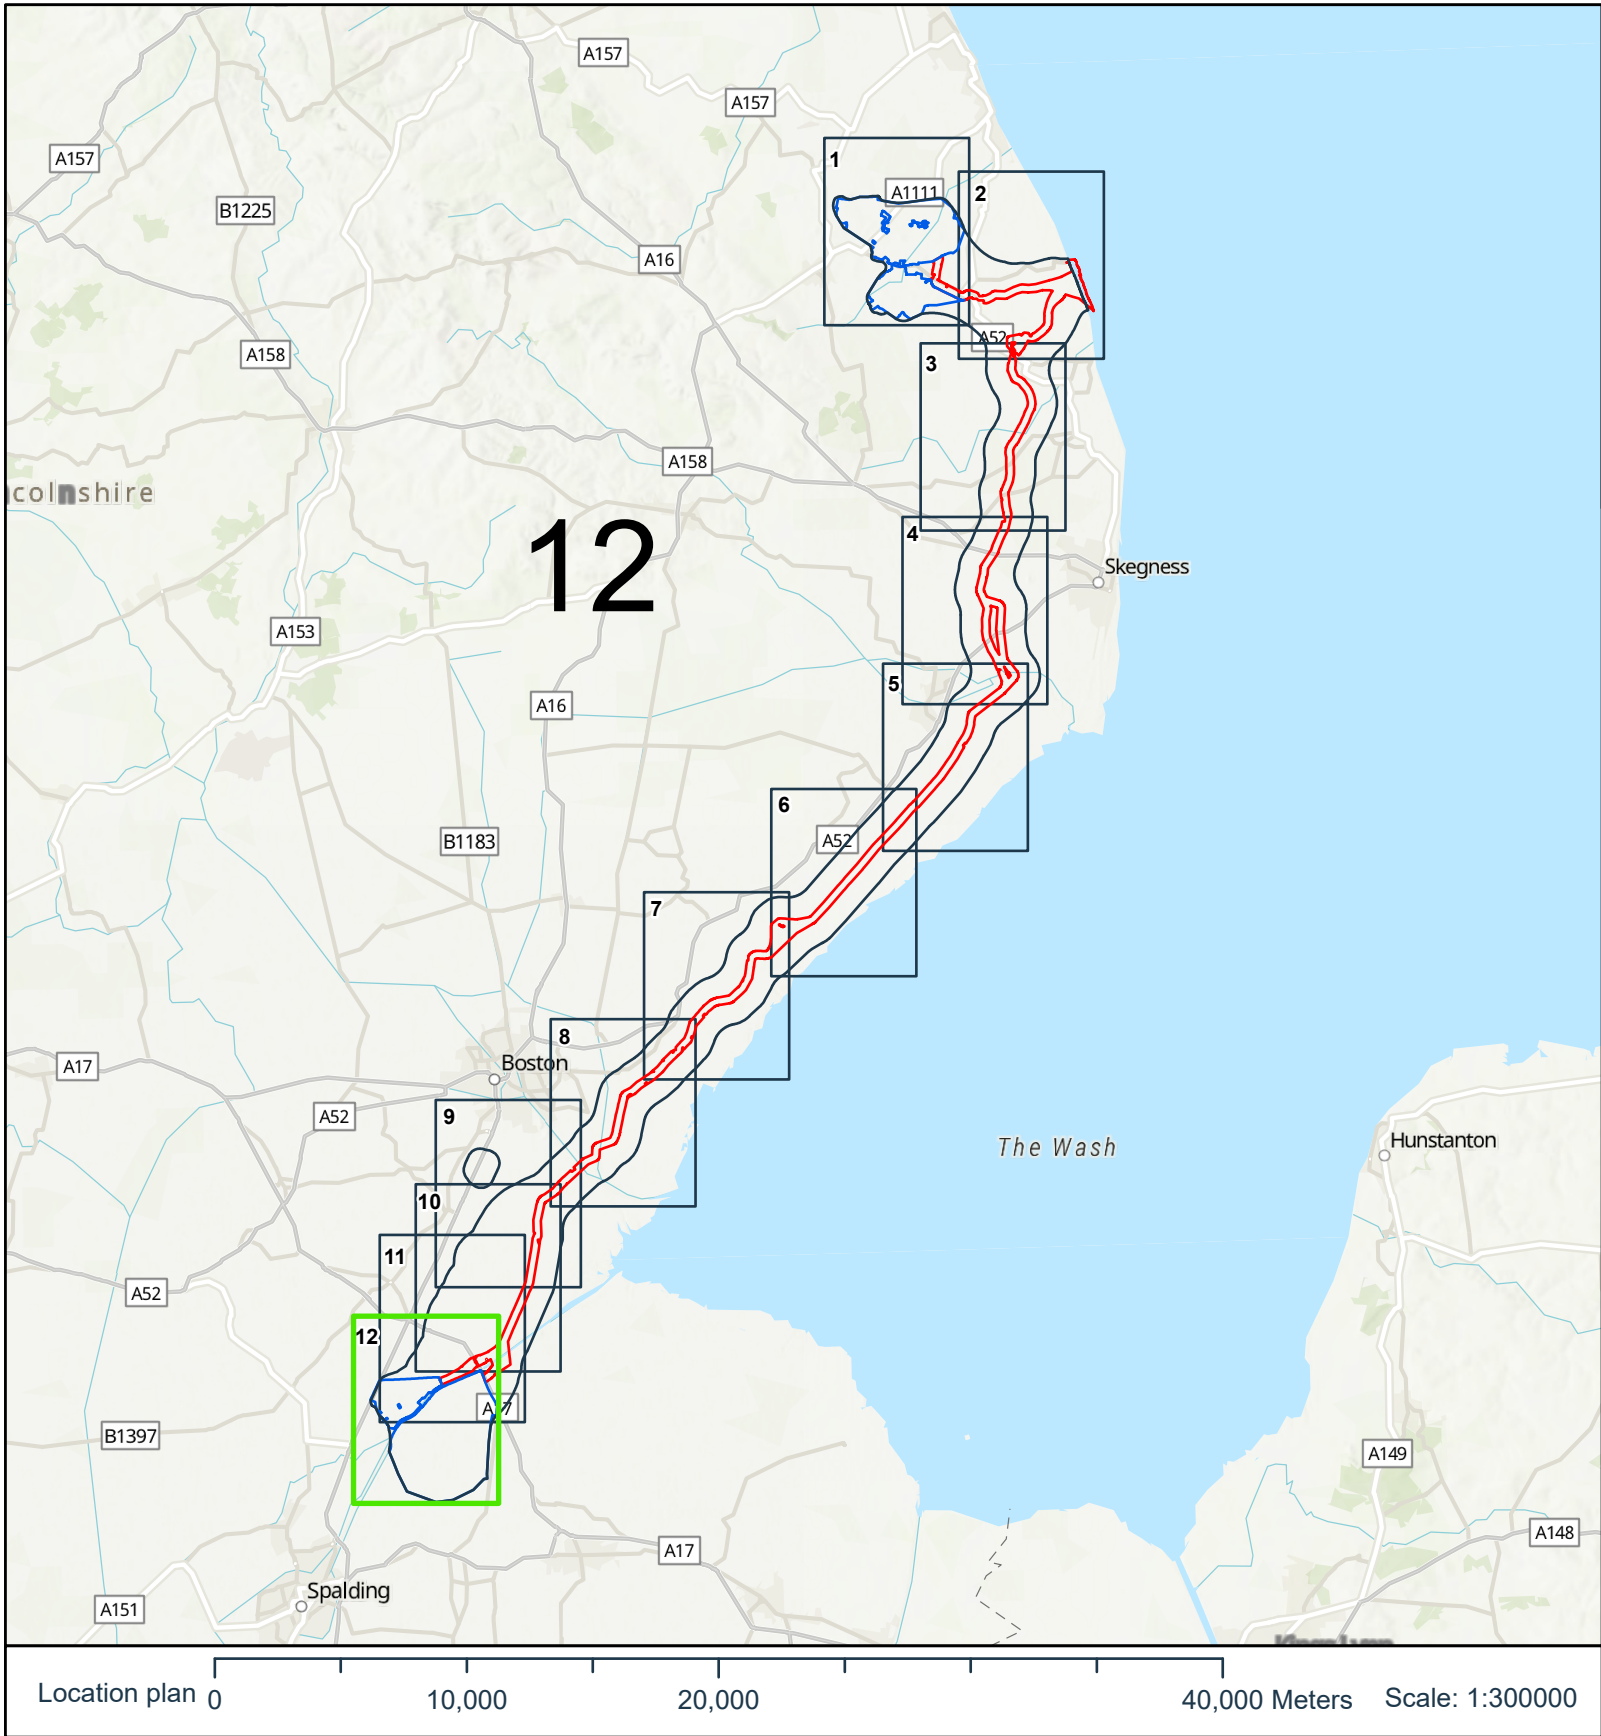 A157
A157
A157
1
A1111
2
B1225
A16
A52
A158
3
A158
colnshire
12
4
Skegness
A153
5
A16
6
A52
B1183
7
8
Boston
A17
9
A52
The Wash
Hunstanton
10
11
A52
12
A17
B1397
A149
A148
A17
Spalding
A151
Location plan 0 10,000 20,000 40,000 Meters Scale: 1:300000